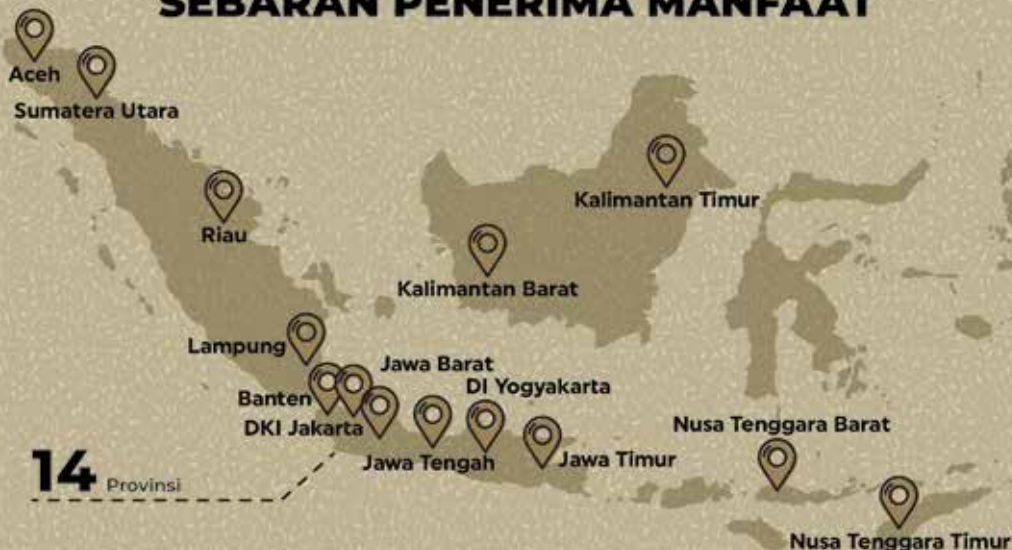 SEBARAN PENERIMA MANFAAT
Aceh
Sumatera Utara
Riau
Kalimantan Timur
Kalimantan Barat
Lampung
Jawa Barat
Banten
DI Yogyakarta
DKI Jakarta
Nusa Tenggara Barat
Jawa Tengah
Jawa Timur
14 Provinsi
Nusa Tenggara Timur